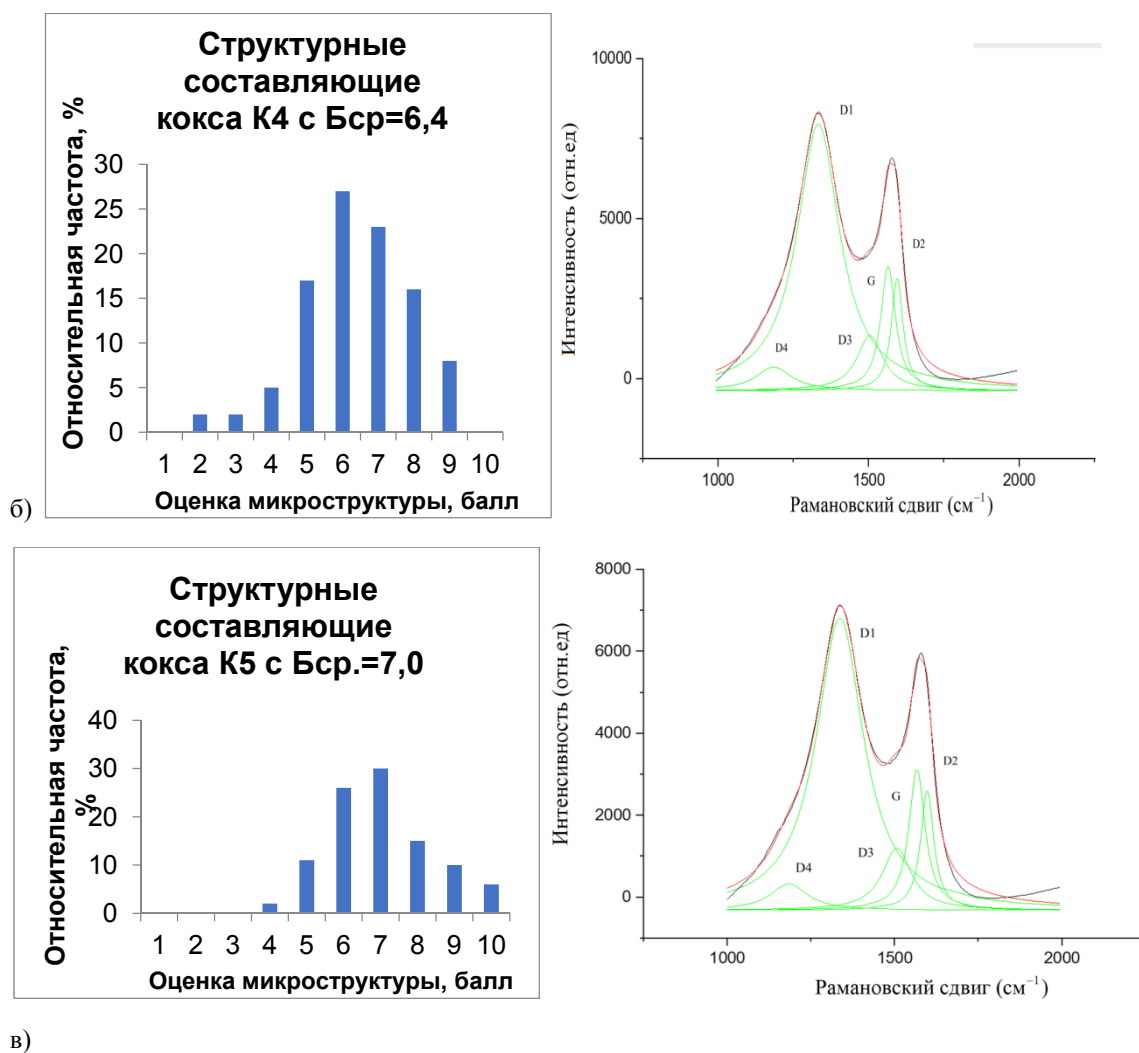 Структурные
составляющие
кокса К4 с Бср=6,4
Относительная частота, %
30
25
20
15
10
5
0
1 2 3 4 5 6 7 8 9 10
Оценка микроструктуры, балл
б)
Интенсивность (отн.ед)
10000
5000
0
D1
D2
G
D3
D4
1000 1500 2000
Рамановский сдвиг (см⁻¹)
Структурные
составляющие
кокса К5 с Бср.=7,0
Относительная частота,
%
40
30
20
10
0
1 2 3 4 5 6 7 8 9 10
Оценка микроструктуры, балл
в)
Интенсивность (отн.ед)
8000
6000
4000
2000
0
D1
D2
G
D3
D4
1000 1500 2000
Рамановский сдвиг (см⁻¹)